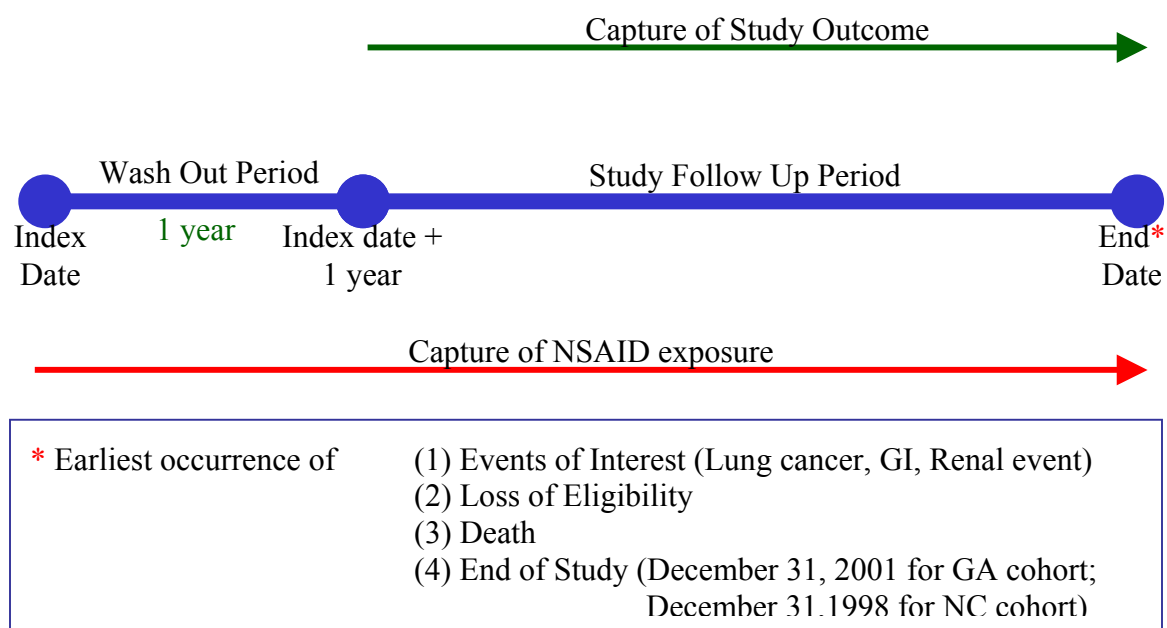 Capture of Study Outcome
Wash Out Period
Study Follow Up Period
1 year
Index
Date
Index date +
1 year
End*
Date
Capture of NSAID exposure
* Earliest occurrence of (1) Events of Interest (Lung cancer, GI, Renal event)
(2) Loss of Eligibility
(3) Death
(4) End of Study (December 31, 2001 for GA cohort;
December 31,1998 for NC cohort)